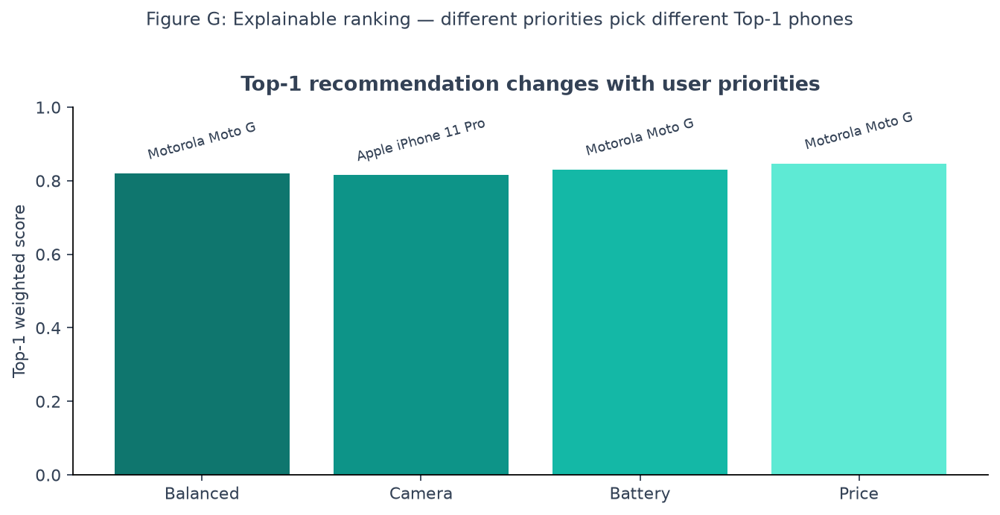 Figure G: Explainable ranking — different priorities pick different Top-1 phones
Top-1 recommendation changes with user priorities
Top-1 weighted score
1.0
0.8
0.6
0.4
0.2
0.0
Motorola Moto G
Apple iPhone 11 Pro
Motorola Moto G
Motorola Moto G
Balanced
Camera
Battery
Price